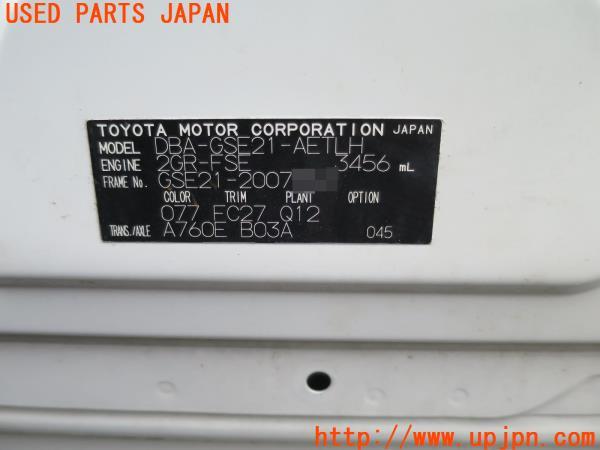 USED PARTS JAPAN
TOYOTA MOTOR CORPORATION JAPAN
MODEL DBA-GSE21-AETLH
ENGINE 2GR-FSE 3456 mL
FRAME No. GSE21-2007
COLOR TRIM PLANT OPTION
077 EC27 Q12
TRANS./AXLE A760E B03A 045
U.P.J
http://www.upjpn.com